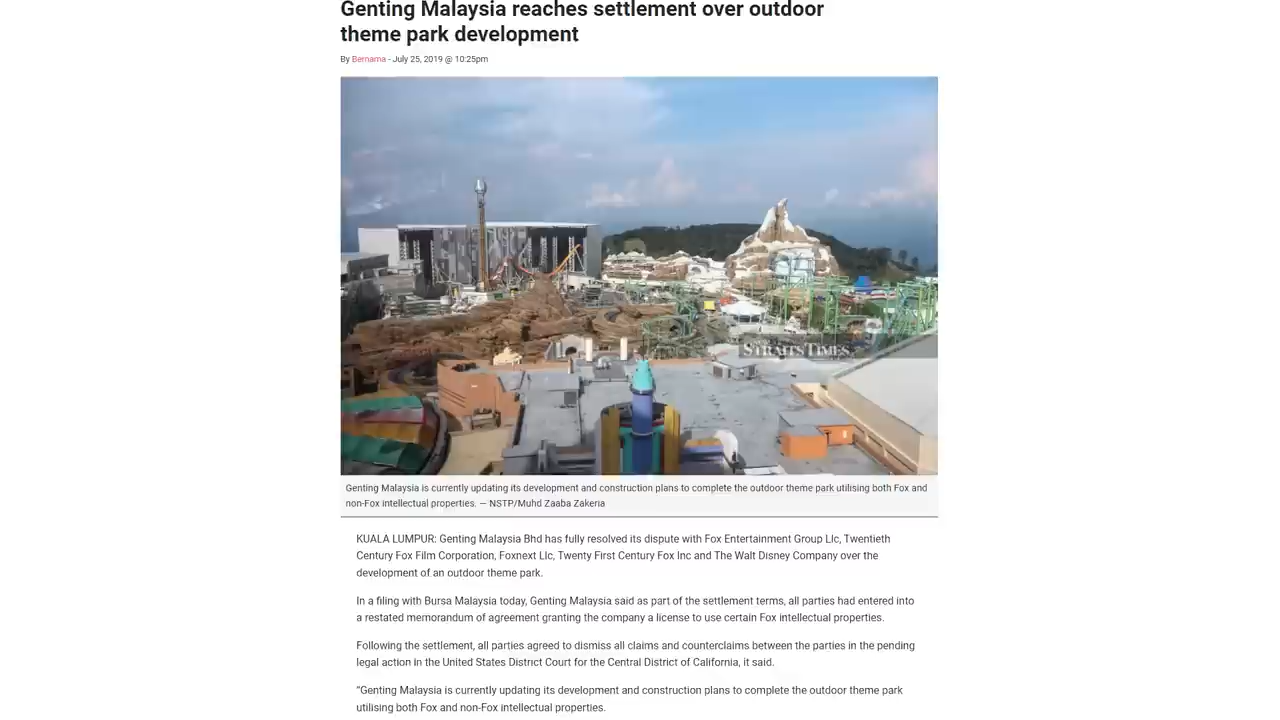 Genting Malaysia reaches settlement over outdoor
theme park development
By Bernama - July 25, 2019 @ 10:25pm
STRAITS TIMES
Genting Malaysia is currently updating its development and construction plans to complete the outdoor theme park utilising both Fox and
non-Fox intellectual properties. — NSTP/Muhd Zaaba Zakeria
KUALA LUMPUR: Genting Malaysia Bhd has fully resolved its dispute with Fox Entertainment Group Llc, Twentieth
Century Fox Film Corporation, Foxnext Llc, Twenty First Century Fox Inc and The Walt Disney Company over the
development of an outdoor theme park.
In a filing with Bursa Malaysia today, Genting Malaysia said as part of the settlement terms, all parties had entered into
a restated memorandum of agreement granting the company a license to use certain Fox intellectual properties.
Following the settlement, all parties agreed to dismiss all claims and counterclaims between the parties in the pending
legal action in the United States District Court for the Central District of California, it said.
“Genting Malaysia is currently updating its development and construction plans to complete the outdoor theme park
utilising both Fox and non-Fox intellectual properties.